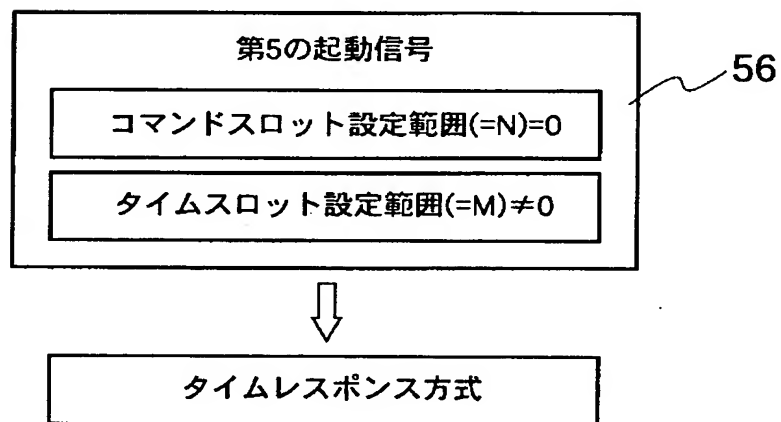 第5の起動信号
56
コマンドスロット設定範囲(=N)=0
タイムスロット設定範囲(=M)≠0
タイムレスポンス方式